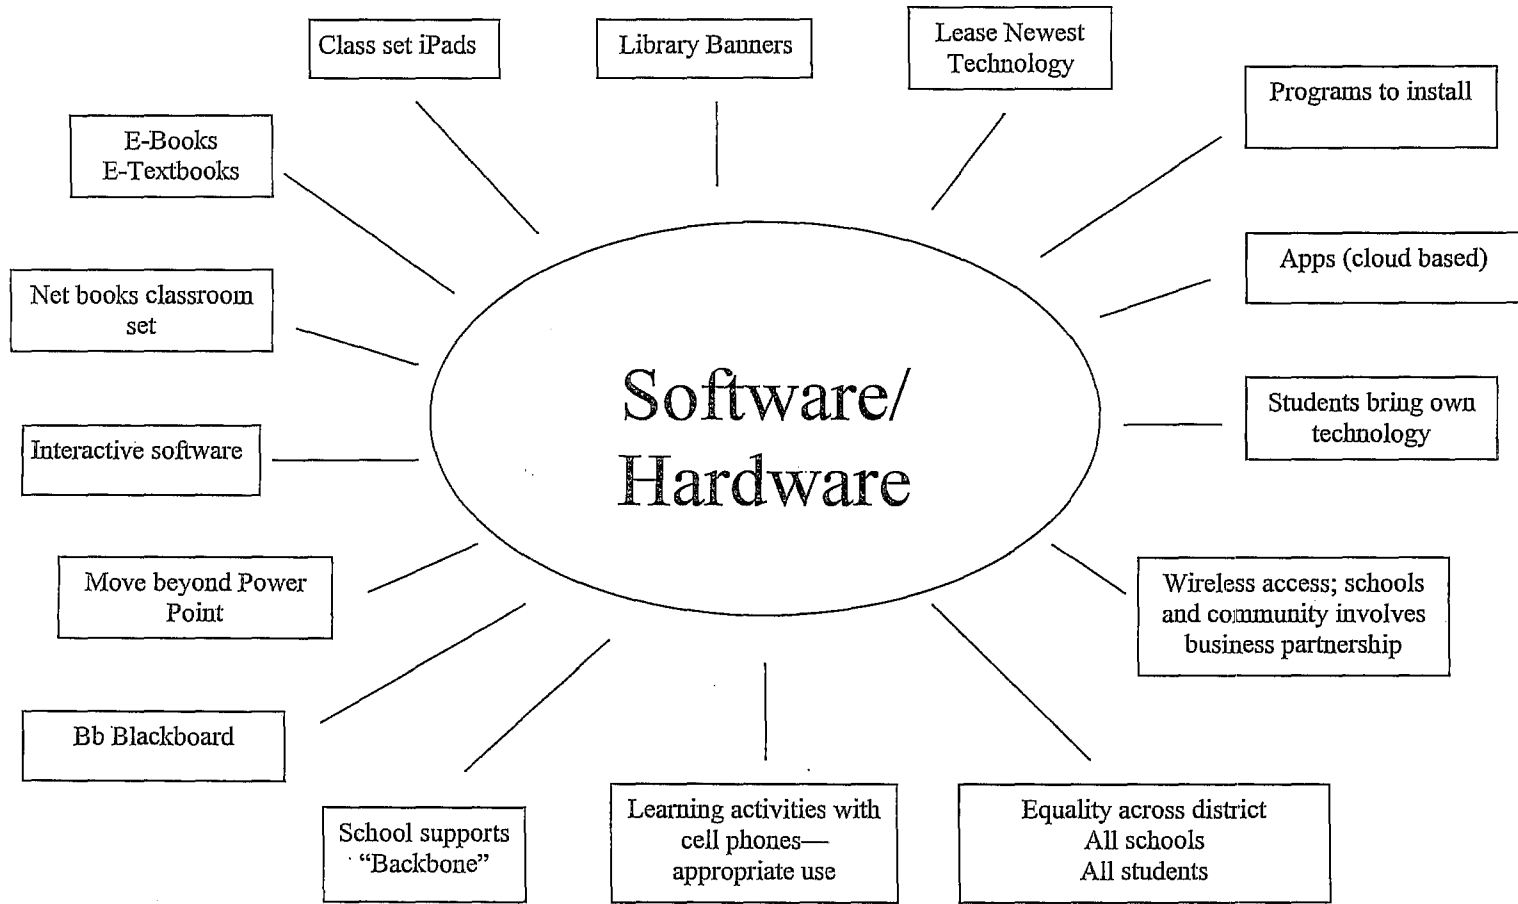 Class set iPads
Library Banners
Lease Newest
Technology
Programs to install
E-Books
E-Textbooks
Apps (cloud based)
Net books classroom
set
Software/
Hardware
Students bring own
technology
Interactive software
Move beyond Power
Point
Wireless access; schools
and community involves
business partnership
Bb Blackboard
School supports
“Backbone”
Learning activities with
cell phones—
appropriate use
Equality across district
All schools
All students